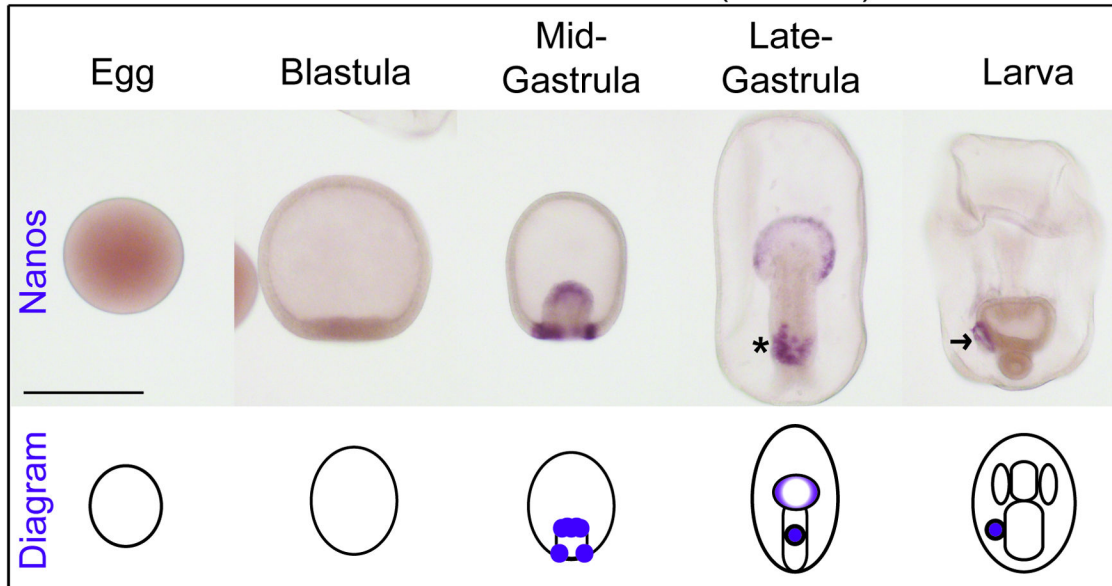 Egg
Blastula
Mid-
Gastrula
Late-
Gastrula
Larva
Nanos
*
Diagram